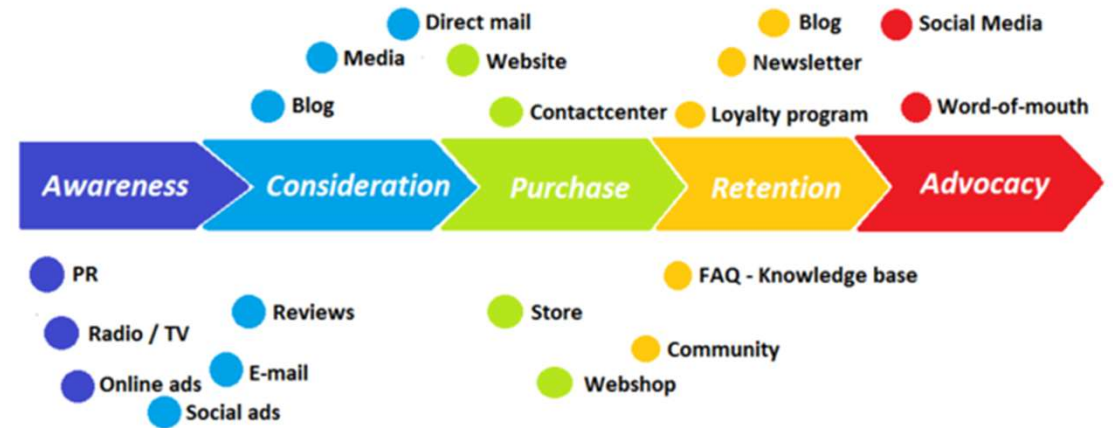 Direct mail
Blog
Social Media
Media
Website
Newsletter
Blog
Contactcenter
Loyalty program
Word-of-mouth
Awareness
Consideration
Purchase
Retention
Advocacy
PR
FAQ - Knowledge base
Reviews
Store
Radio / TV
Community
E-mail
Online ads
Webshop
Social ads